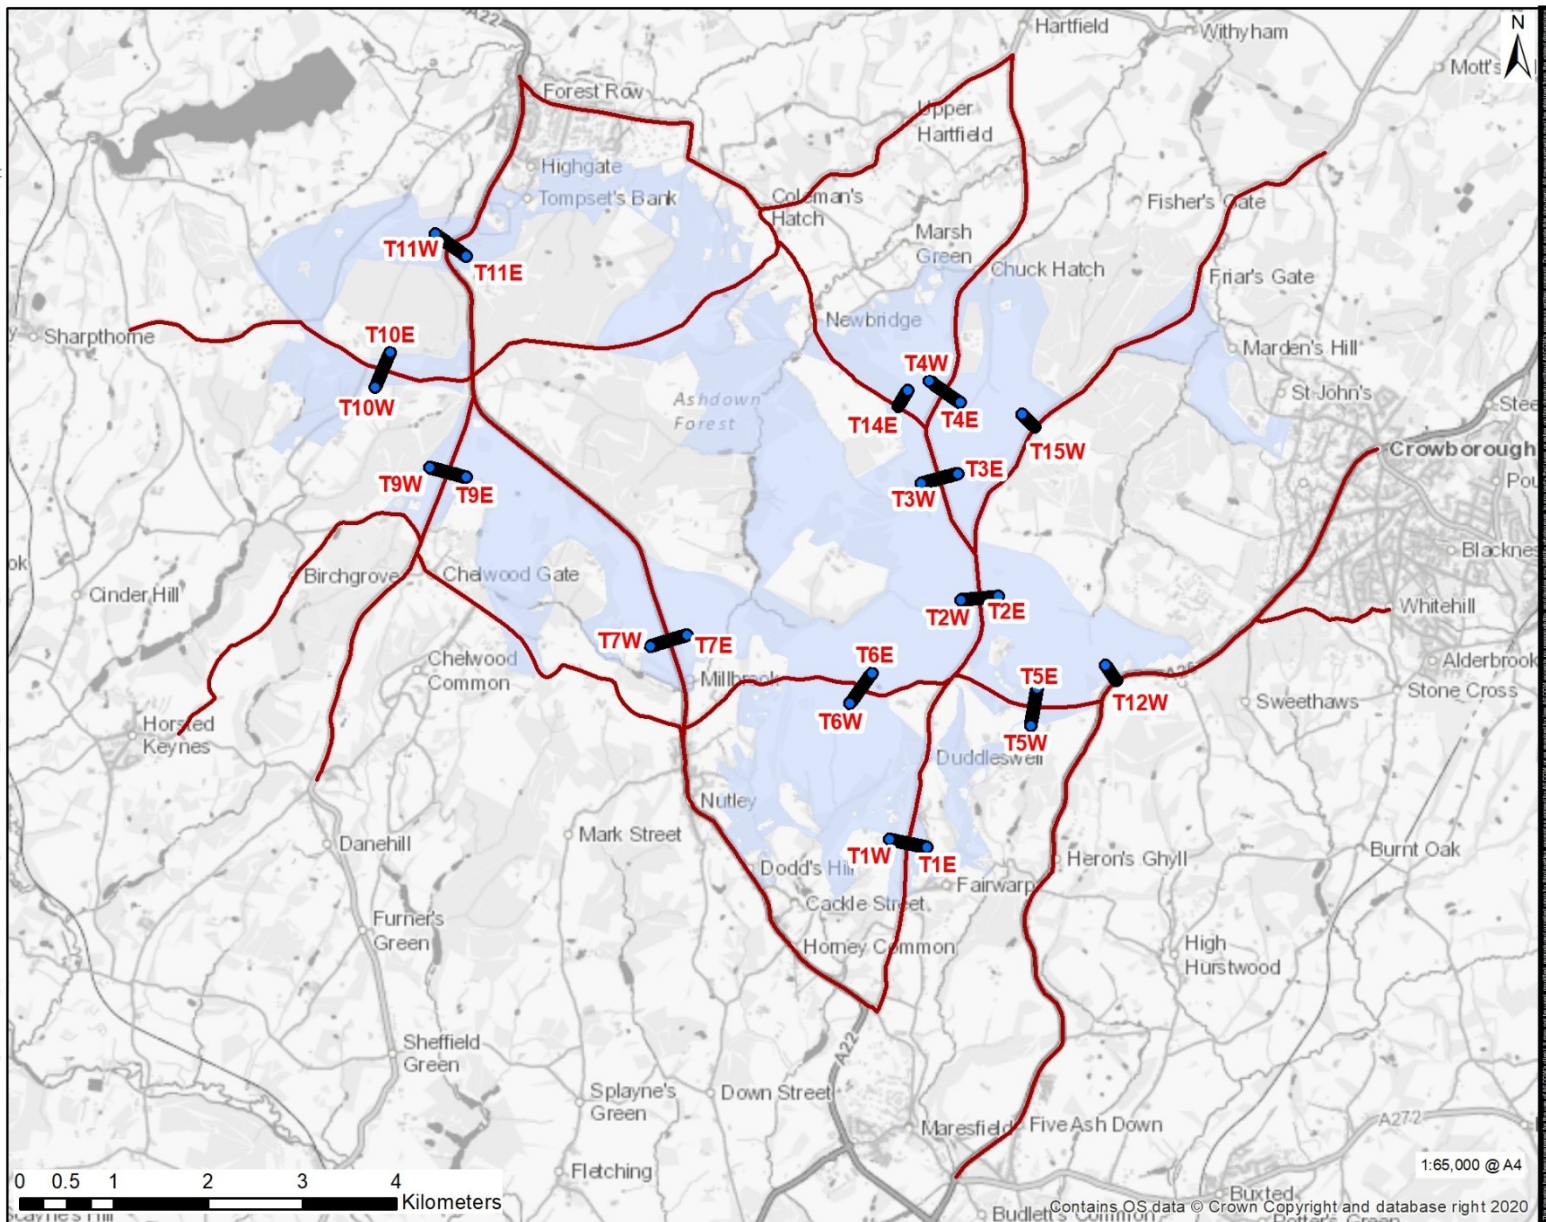 A22
Hartfield
N
Withyham
Forest Row
Upper
Hartfield
Highgate
Tompset's Bank
Coleman's
Hatch
Fisher's Gate
Marsh
Green
T11W
T11E
Chuck Hatch
Friar's Gate
Sharpthorne
Newbridge
T10E
Marden's Hill
T4W
St John's
T10W
Ashdown
Forest
T14E
T4E
T15W
Crowborough
T9W
T9E
T3E
T3W
Birchgrove
Chelwood Gate
Cinder Hill
T2W
T2E
Whitehill
T7W
T7E
T6E
Chelwood
Common
Millbrook
Alderbrook
T5E
T12W
Stone Cross
Sweethaws
T6W
Horsted
Keynes
T5W
Duddleswell
Nutley
Mark Street
Danehill
T1W
T1E
Heron's Ghyll
Burnt Oak
Dodd's Hill
Fairwarp
Cackle Street
Furner's
Green
Horney Common
High
Hurstwood
A22
Sheffield
Green
Splayne's
Green
Down Street
Maresfield
Five Ash Down
A272
Fletching
1:65,000 @ A4
0 0.5 1 2 3 4
Kilometers
Buxted
Contains OS data © Crown Copyright and database right 2020
Budlett's Common